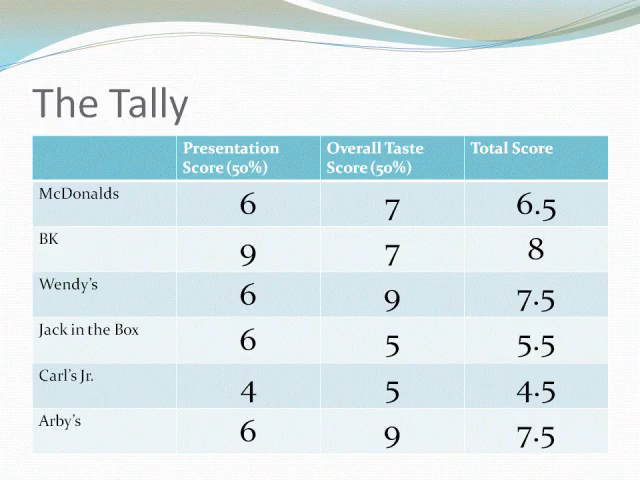 The Tally
Presentation Score (50%) Overall Taste Score (50%) Total Score
McDonalds 6 7 6.5
BK 9 7 8
Wendy's 6 9 7.5
Jack in the Box 6 5 5.5
Carl's Jr. 4 5 4.5
Arby's 6 9 7.5